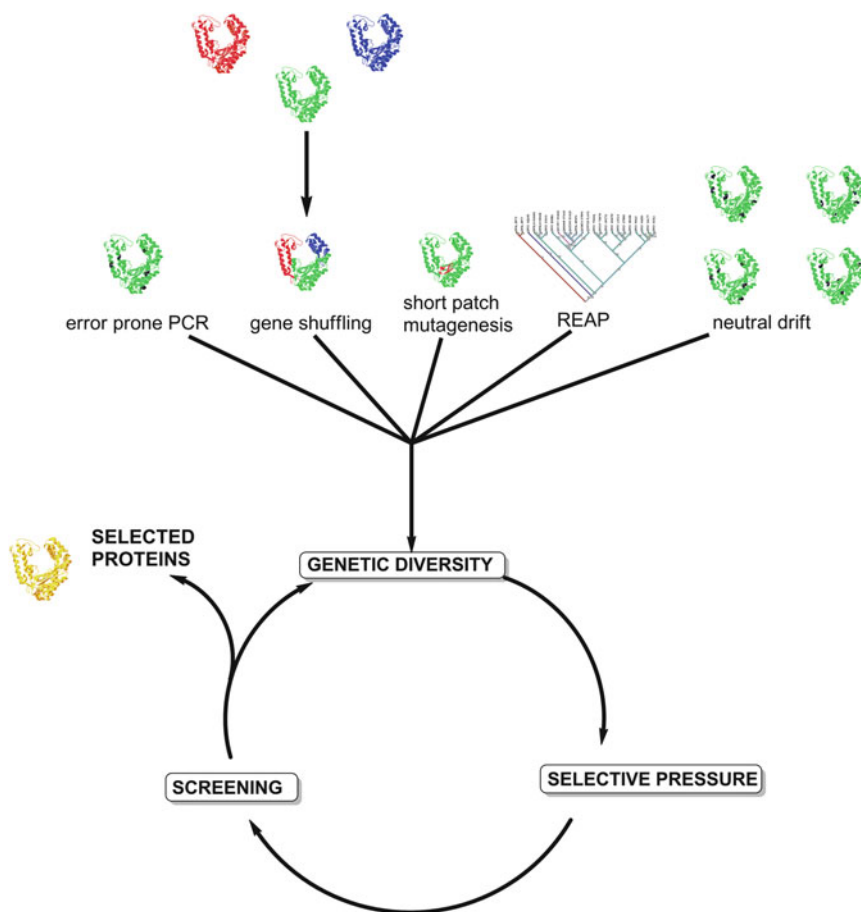 error prone PCR
gene shuffling
short patch
mutagenesis
REAP
neutral drift
SELECTED
PROTEINS
GENETIC DIVERSITY
SCREENING
SELECTIVE PRESSURE